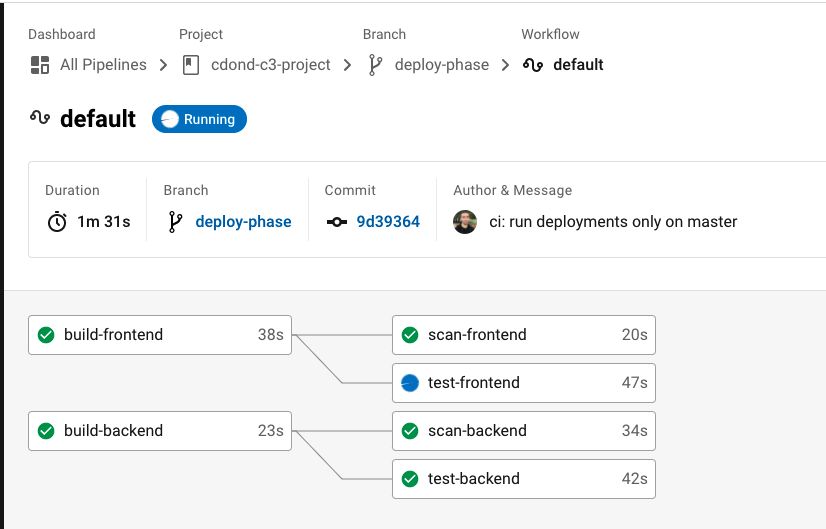 Dashboard Project Branch Workflow
All Pipelines cdond-c3-project deploy-phase default
default Running
Duration Branch Commit Author & Message
1m 31s deploy-phase 9d39364 ci: run deployments only on master
build-frontend 38s scan-frontend 20s
test-frontend 47s
build-backend 23s scan-backend 34s
test-backend 42s